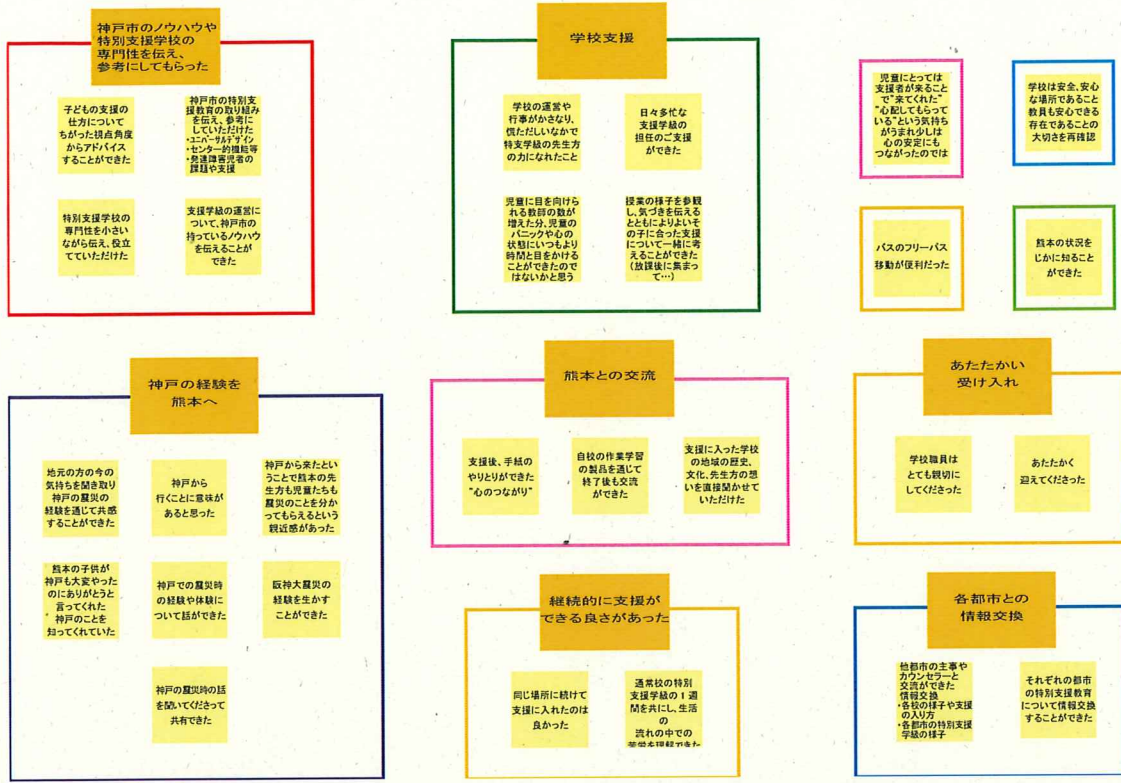 神戸市のノウハウや
特別支援学校の
専門性を伝え、
参考にしてもらった
子どもの支援の
仕方について
ちがった視点角度
からアドバイス
することができた
神戸市の特別支
援教育の取り組み
を伝え、参考に
していただけた
・ユニバーサルデザイン
・センター的機能等
・発達障害児者の
課題や支援
特別支援学校の
専門性を小さい
ながら伝え、役立
てていただけた
支援学級の運営に
ついて、神戸市の
持っているノウハウ
を伝えることが
できた
学校支援
学校の運営や
行事がかさなり、
慌ただしいなかで
特支学級の先生方
の力になれたこと
日々多忙な
支援学級の
担任のご支援
ができた
児童に目を向けら
れる教師の数が
増えた分、児童の
パニックや心の
状態にいつもより
時間と目をかける
ことができたので
はないかと思う
授業の様子を参観
し、気づきを伝える
とともによりよいそ
の子に合った支援
について一緒に考
えることができた
(放課後に集まっ
て…)
児童にとっては
支援者が来ること
で"来てくれた"
"心配してもらって
いる"という気持ち
がうまれ少しは
心の安定にも
つながったのでは
学校は安全、安心
な場所であること
教員も安心できる
存在であることの
大切さを再確認
バスのフリーパス
移動が便利だった
熊本の状況を
じかに知ること
ができた
神戸の経験を
熊本へ
地元の方の今の
気持ちを聞き取り
神戸の震災の
経験を通じて共感
することができた
神戸から
行くことに意味が
あると思った
神戸から来たとい
うことで熊本の先
生方も児童たちも
震災のことを分か
ってもらえるという
親近感があった
熊本の子供が
神戸も大変やった
のにありがとうと
言ってくれた
神戸のことを
知ってくれていた
神戸での震災時
の経験や体験に
ついて話ができた
阪神大震災の
経験を生かす
ことができた
神戸の震災時の話
を聞いてくださって
共有できた
熊本との交流
支援後、手紙の
やりとりができた
"心のつながり"
自校の作業学習
の製品を通じて
終了後も交流
ができた
支援に入った学校
の地域の歴史、
文化、先生方の想
いを直接聞かせて
いただけた
あたたかい
受け入れ
学校職員は
とても親切に
してくださった
あたたかく
迎えてくださった
継続的に支援が
できる良さがあった
同じ場所に続けて
支援に入れたのは
良かった
通常校の特別
支援学級の1週
間を共にし、生活
の
流れの中での
苦労を理解できた
各都市との
情報交換
他都市の主事や
カウンセラーと
交流ができた
情報交換
・各校の様子や支援
の入り方
・各都市の特別支援
学級の様子
それぞれの都市
の特別支援教育
について情報交換
することができた